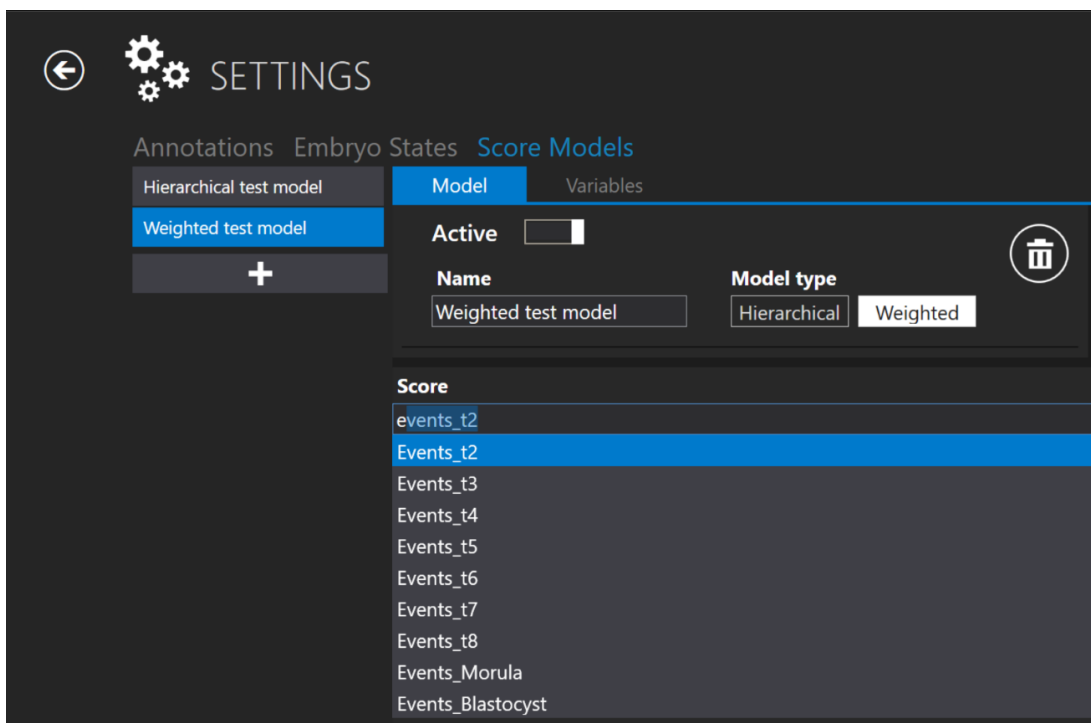 SETTINGS
Annotations Embryo States Score Models
Hierarchical test model
Weighted test model
Model Variables
Active
Name
Model type
Weighted test model
Hierarchical Weighted
Score
events_t2
Events_t2
Events_t3
Events_t4
Events_t5
Events_t6
Events_t7
Events_t8
Events_Morula
Events_Blastocyst